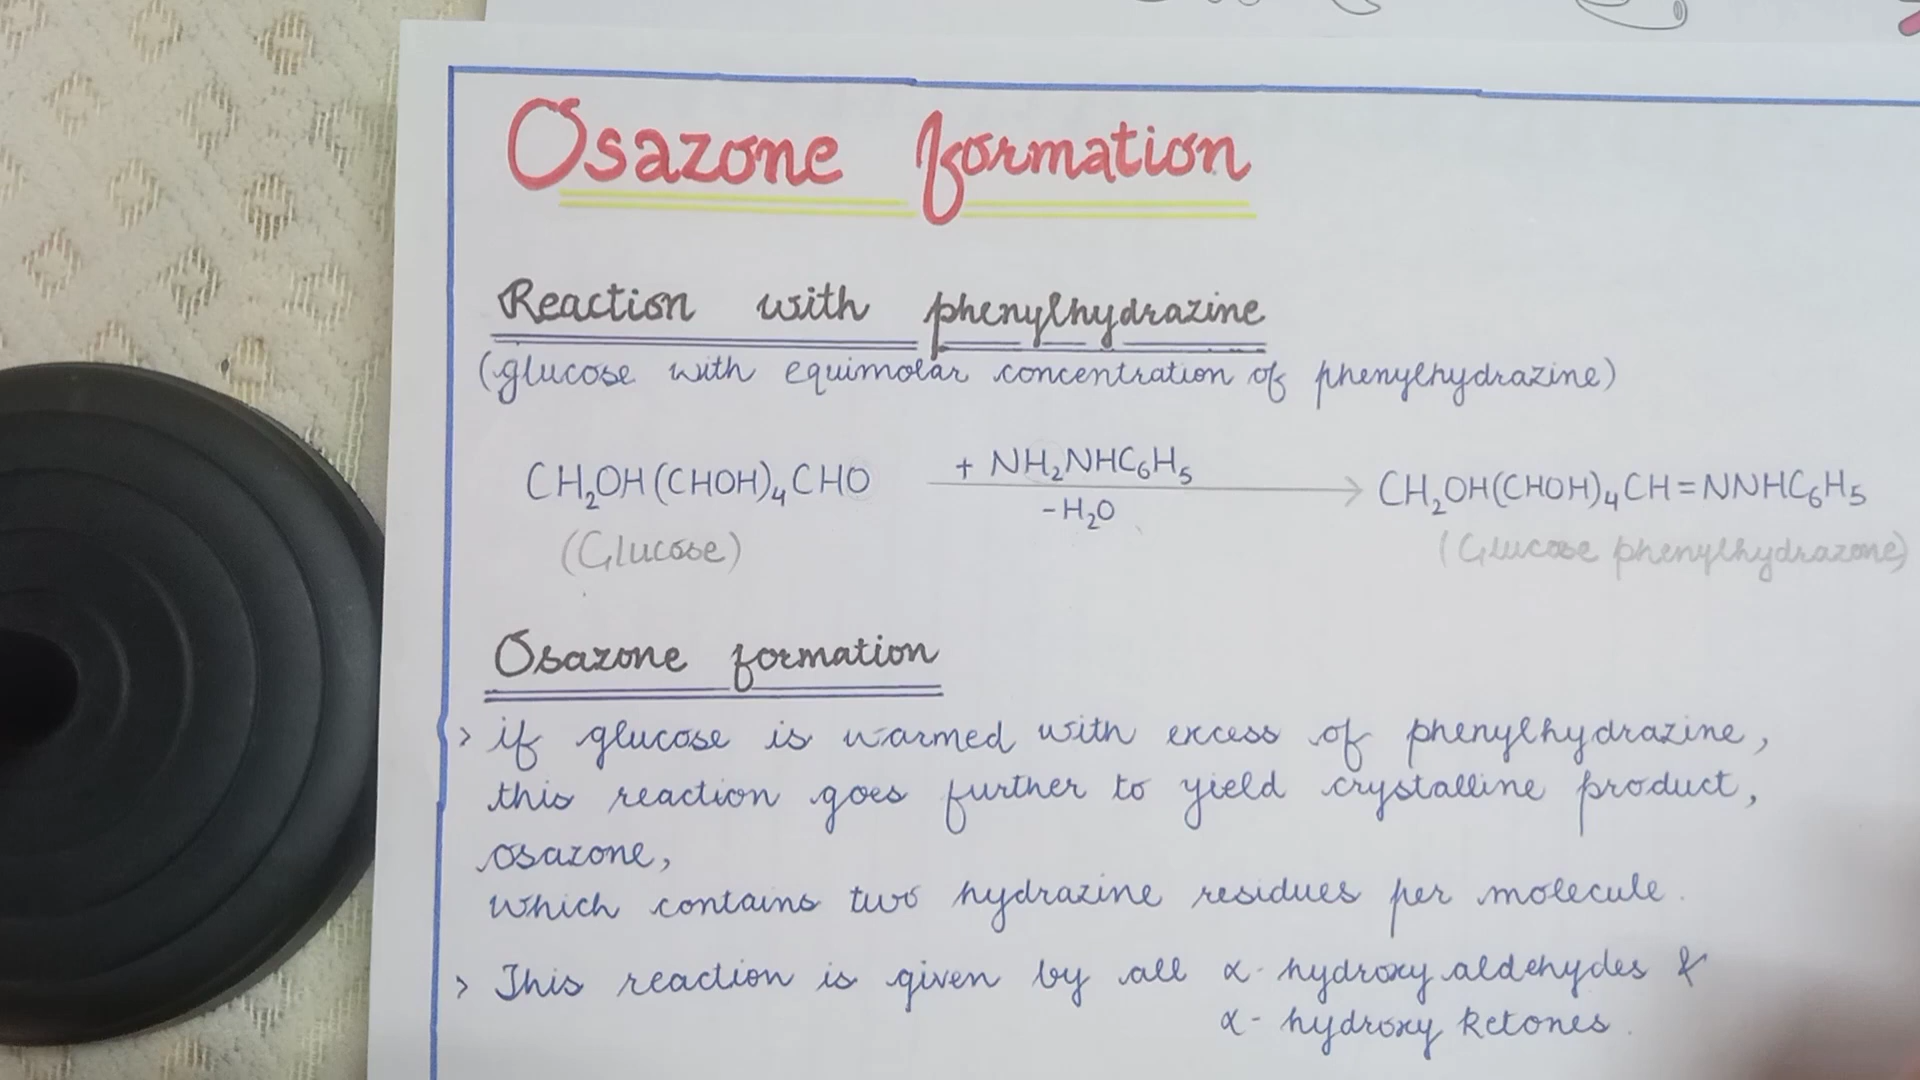 Osazone formation
Reaction with phenylhydrazine
(glucose with equimolar concentration of phenylhydrazine)
CH₂OH(CHOH)₄CHO + NH₂NHC₆H₅ → CH₂OH(CHOH)₄CH=NNHC₆H₅
-H₂O
(Glucose) (Glucose phenylhydrazone)
Osazone formation
> if glucose is warmed with excess of phenylhydrazine,
this reaction goes further to yield crystalline product,
osazone,
which contains two hydrazine residues per molecule.
> This reaction is given by all α-hydroxy aldehydes &
α-hydroxy ketones.